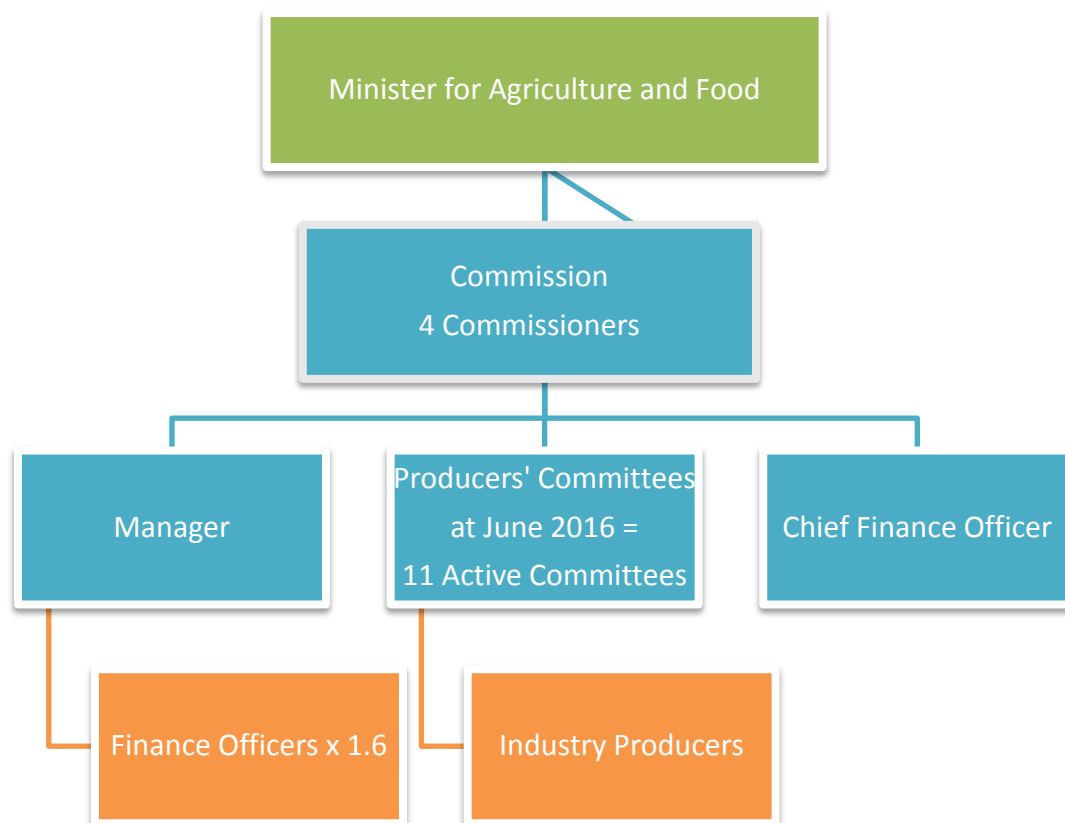 Minister for Agriculture and Food
Commission
4 Commissioners
Manager
Producers' Committees
at June 2016 =
11 Active Committees
Chief Finance Officer
Finance Officers x 1.6
Industry Producers